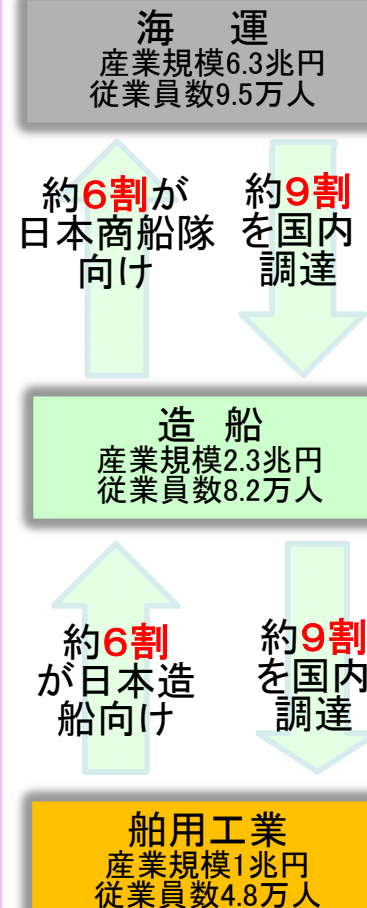 海 運
産業規模6.3兆円
従業員数9.5万人
約6割が
日本商船隊
向け
約9割
を国内
調達
造 船
産業規模2.3兆円
従業員数8.2万人
約6割
が日本造
船向け
約9割
を国内
調達
舶用工業
産業規模1兆円
従業員数4.8万人